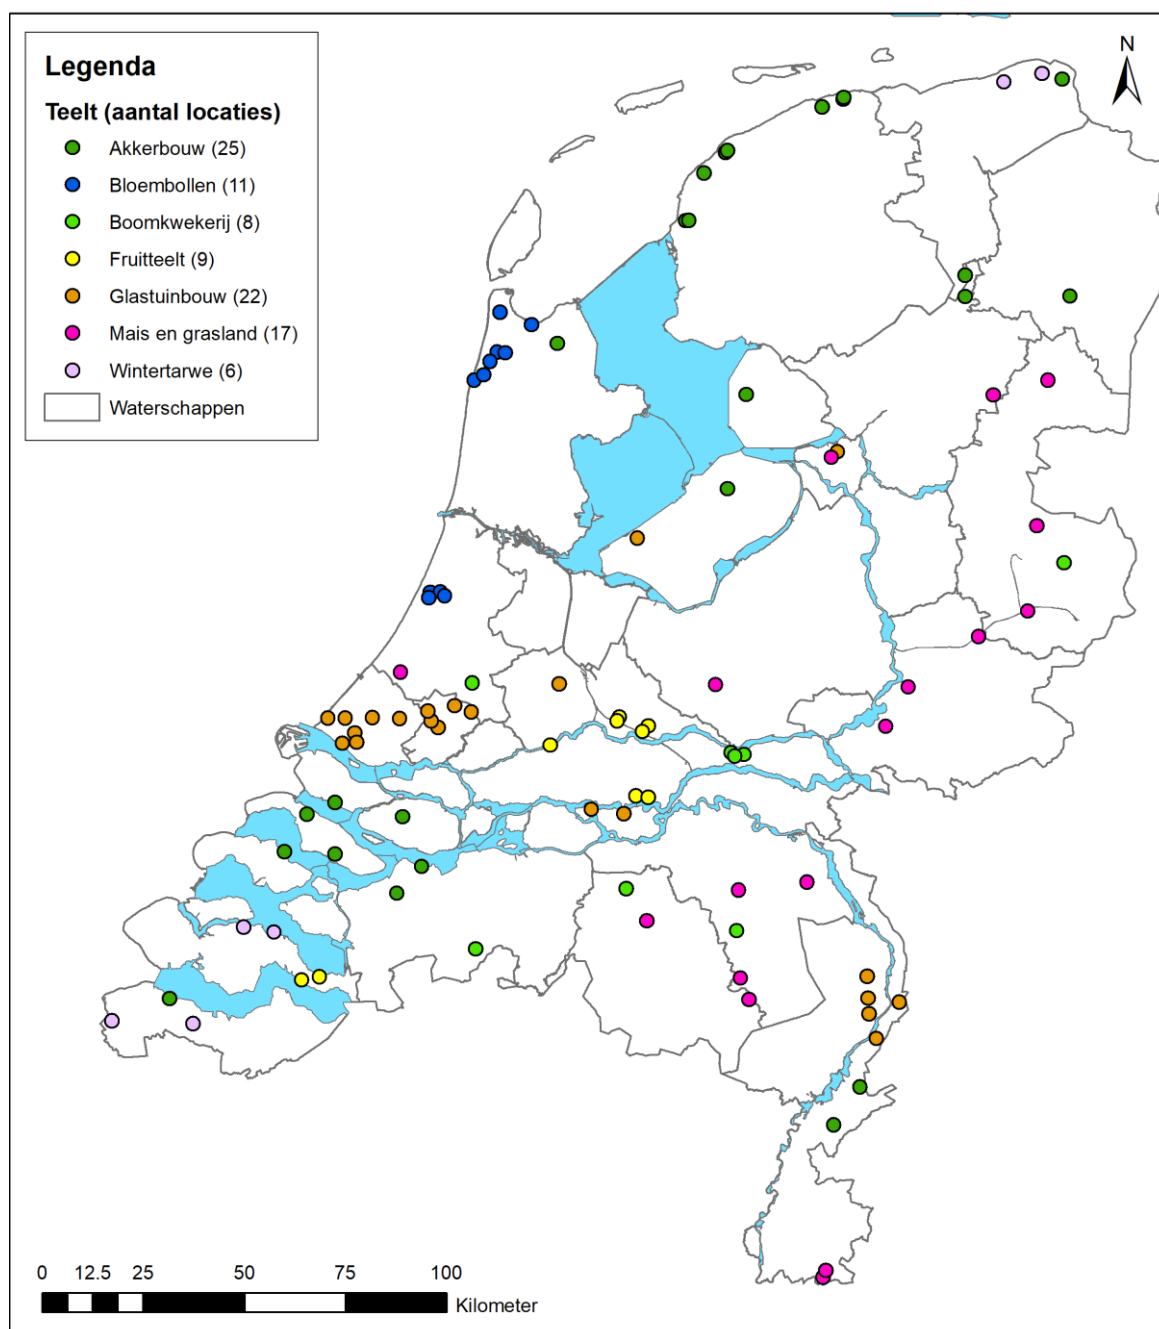 Legenda
Teelt (aantal locaties)
Akkerbouw (25)
Bloembollen (11)
Boomkwekerij (8)
Fruitteelt (9)
Glastuinbouw (22)
Mais en grasland (17)
Wintertarwe (6)
Waterschappen
N
0 12.5 25 50 75 100
Kilometer